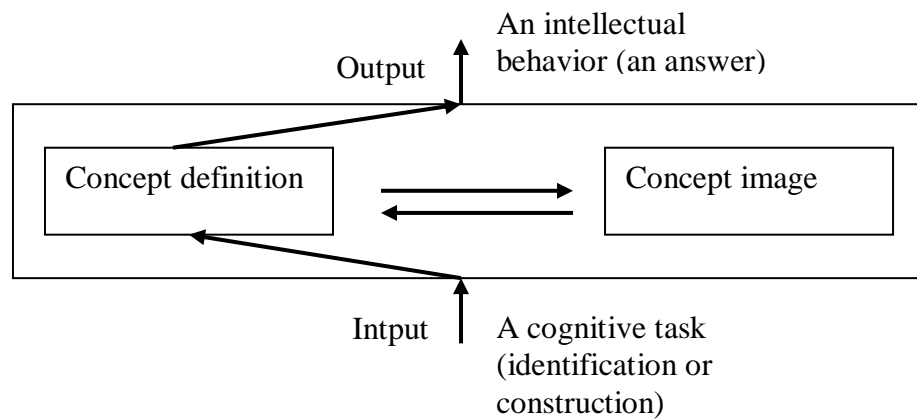 An intellectual
behavior (an answer)
Output
Concept definition
Concept image
Intput
A cognitive task
(identification or
construction)